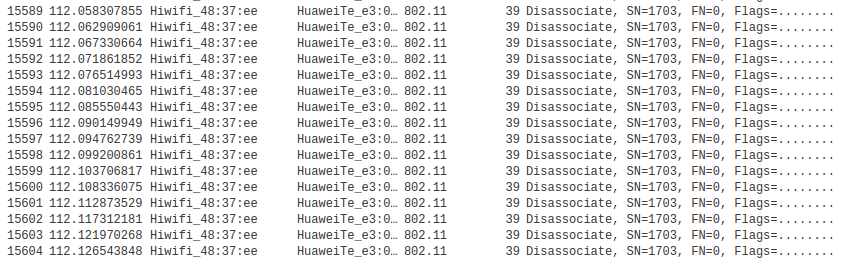 15589 112.058307855 Hiwifi_48:37:ee HuaweiTe_e3:0… 802.11 39 Disassociate, SN=1703, FN=0, Flags=........
15590 112.062909061 Hiwifi_48:37:ee HuaweiTe_e3:0… 802.11 39 Disassociate, SN=1703, FN=0, Flags=........
15591 112.067330664 Hiwifi_48:37:ee HuaweiTe_e3:0… 802.11 39 Disassociate, SN=1703, FN=0, Flags=........
15592 112.071861852 Hiwifi_48:37:ee HuaweiTe_e3:0… 802.11 39 Disassociate, SN=1703, FN=0, Flags=........
15593 112.076514993 Hiwifi_48:37:ee HuaweiTe_e3:0… 802.11 39 Disassociate, SN=1703, FN=0, Flags=........
15594 112.081030465 Hiwifi_48:37:ee HuaweiTe_e3:0… 802.11 39 Disassociate, SN=1703, FN=0, Flags=........
15595 112.085550443 Hiwifi_48:37:ee HuaweiTe_e3:0… 802.11 39 Disassociate, SN=1703, FN=0, Flags=........
15596 112.090149949 Hiwifi_48:37:ee HuaweiTe_e3:0… 802.11 39 Disassociate, SN=1703, FN=0, Flags=........
15597 112.094762739 Hiwifi_48:37:ee HuaweiTe_e3:0… 802.11 39 Disassociate, SN=1703, FN=0, Flags=........
15598 112.099200861 Hiwifi_48:37:ee HuaweiTe_e3:0… 802.11 39 Disassociate, SN=1703, FN=0, Flags=........
15599 112.103706817 Hiwifi_48:37:ee HuaweiTe_e3:0… 802.11 39 Disassociate, SN=1703, FN=0, Flags=........
15600 112.108336075 Hiwifi_48:37:ee HuaweiTe_e3:0… 802.11 39 Disassociate, SN=1703, FN=0, Flags=........
15601 112.112873529 Hiwifi_48:37:ee HuaweiTe_e3:0… 802.11 39 Disassociate, SN=1703, FN=0, Flags=........
15602 112.117312181 Hiwifi_48:37:ee HuaweiTe_e3:0… 802.11 39 Disassociate, SN=1703, FN=0, Flags=........
15603 112.121970268 Hiwifi_48:37:ee HuaweiTe_e3:0… 802.11 39 Disassociate, SN=1703, FN=0, Flags=........
15604 112.126543848 Hiwifi_48:37:ee HuaweiTe_e3:0… 802.11 39 Disassociate, SN=1703, FN=0, Flags=........